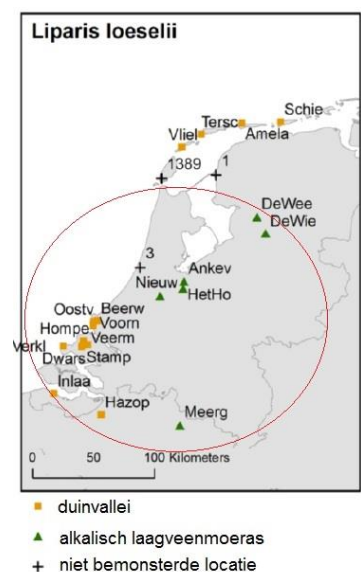 Liparis loeselii
Schie
Tersc
Amela
Vliel
1389
1
DeWee
DeWie
3
Ankev
Nieuw
HetHo
Oostv
Beerw
Hompe
Voorn
Veerm
Verkl
Dwars
Stamp
Inlaa
Hazop
Meerg
0 50 100 Kilometers
duinvallei
alkalisch laagveenmoeras
niet bemonsterde locatie